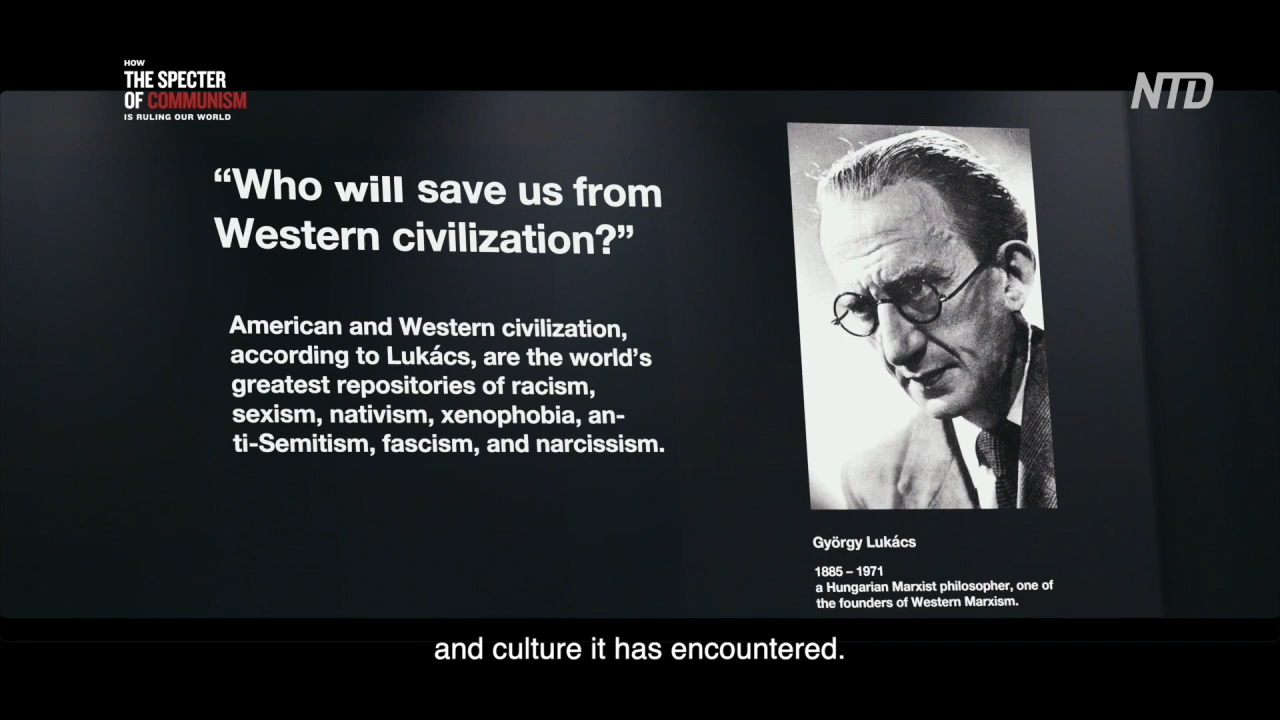 HOW
THE SPECTER
OF COMMUNISM
IS RULING OUR WORLD
NTD
“Who will save us from
Western civilization?”
American and Western civilization,
according to Lukács, are the world’s
greatest repositories of racism,
sexism, nativism, xenophobia, an-
ti-Semitism, fascism, and narcissism.
György Lukács
1885 – 1971
a Hungarian Marxist philosopher, one of
the founders of Western Marxism.
and culture it has encountered.